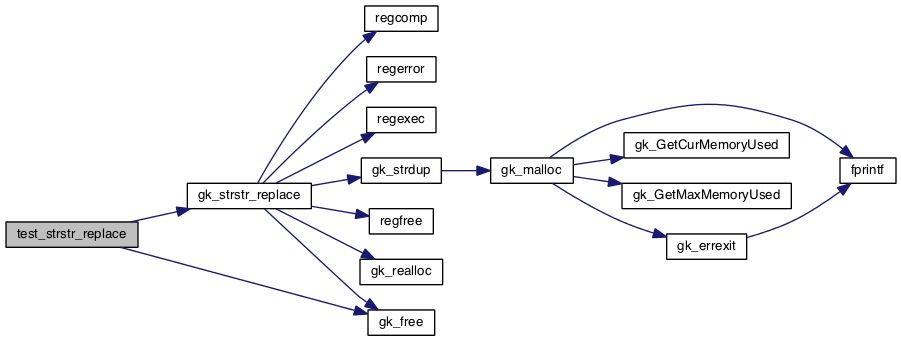 test_strstr_replace
gk_strstr_replace
regcomp
regerror
regexec
gk_strdup
regfree
gk_realloc
gk_free
gk_malloc
gk_GetCurMemoryUsed
gk_GetMaxMemoryUsed
gk_errexit
fprintf